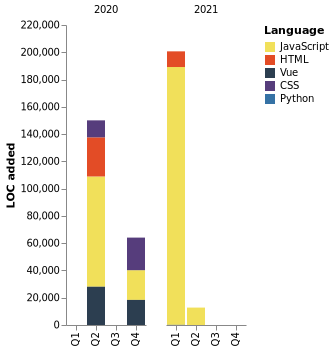 2020 2021
Language
JavaScript
HTML
Vue
CSS
Python
LOC added
220,000
200,000
180,000
160,000
140,000
120,000
100,000
80,000
60,000
40,000
20,000
0
Q1 Q2 Q3 Q4 Q1 Q2 Q3 Q4